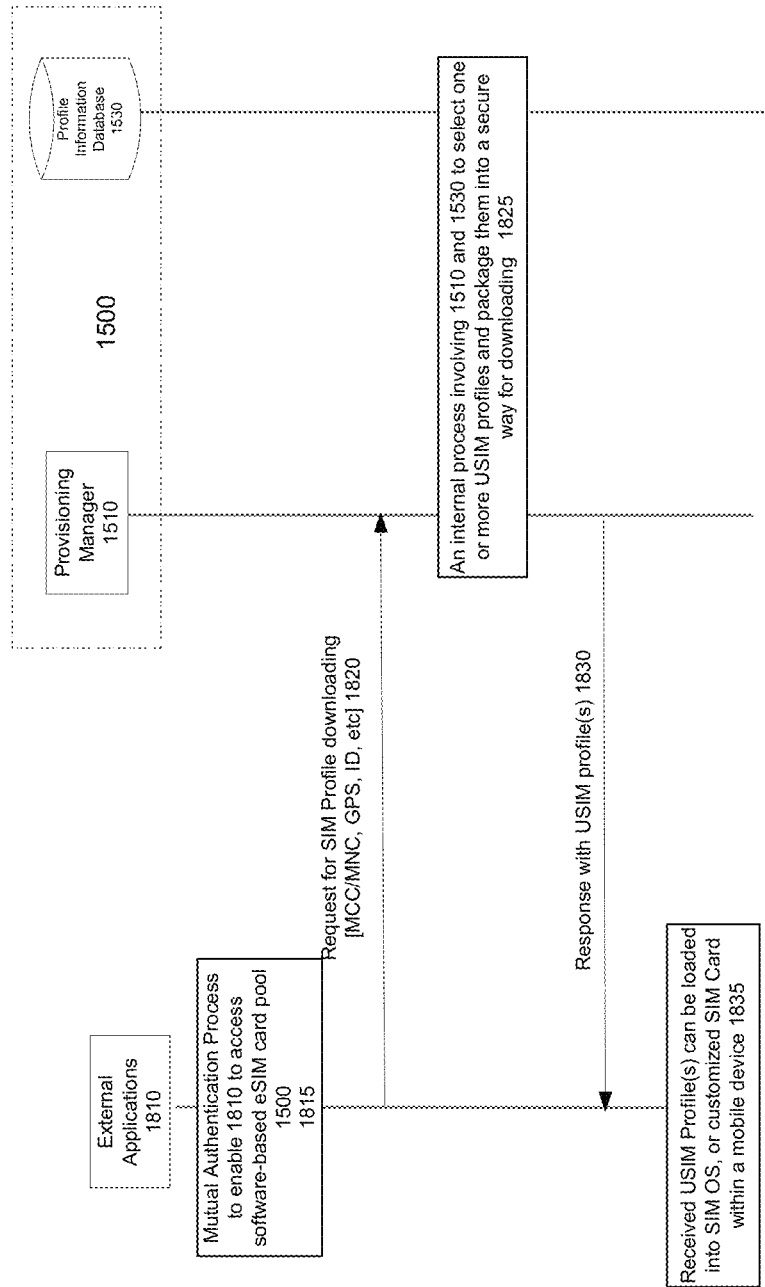 External
Applications
1810
Provisioning
Manager
1510
1500
Profile
Information
Database
1530
Mutual Authentication Process
to enable 1810 to access
software-based eSIM card pool
1500
1815
Request for SIM Profile downloading
[MCC/MNC, GPS, ID, etc] 1820
An internal process involving 1510 and 1530 to select one
or more USIM profiles and package them into a secure
way for downloading 1825
Response with USIM profile(s) 1830
Received USIM Profile(s) can be loaded
into SIM OS, or customized SIM Card
within a mobile device 1835